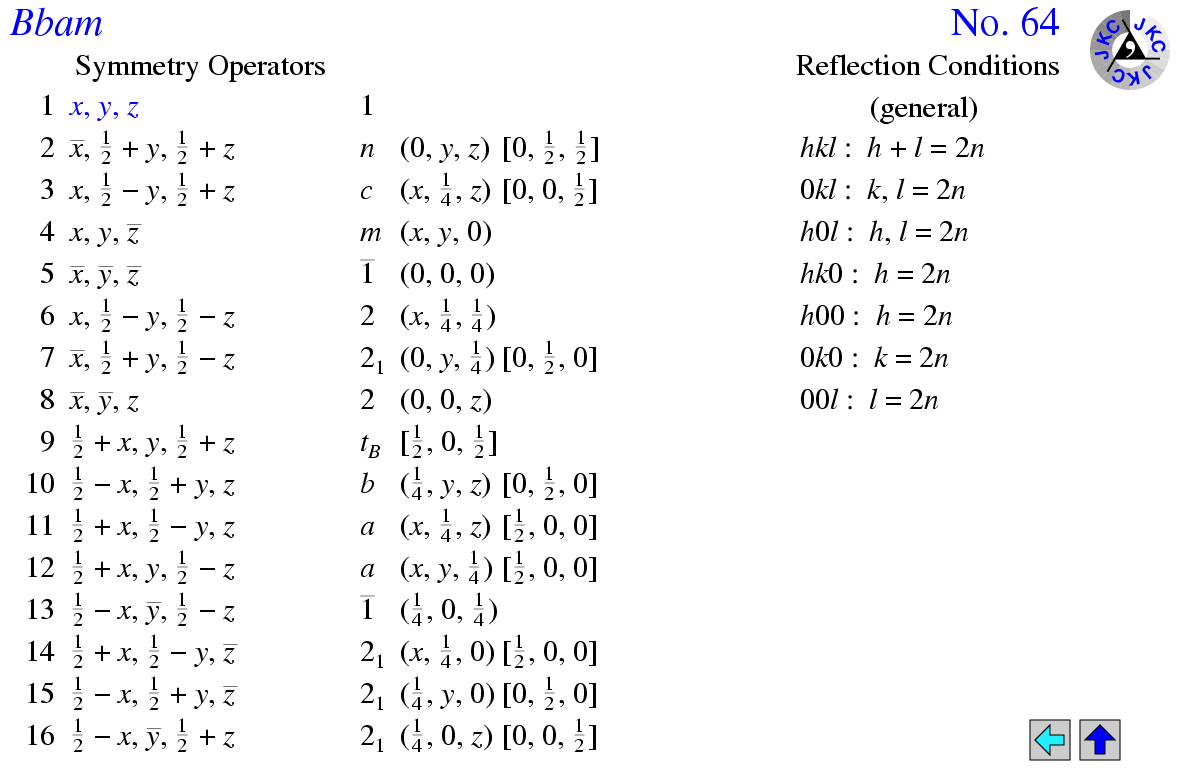 Bbam No. 64
JKC JKC JKC JKC
Symmetry Operators Reflection Conditions
1 x, y, z 1 (general)
2 x̅, 1/2 + y, 1/2 + z n (0, y, z) [0, 1/2, 1/2] hkl : h + l = 2n
3 x, 1/2 − y, 1/2 + z c (x, 1/4, z) [0, 0, 1/2] 0kl : k, l = 2n
4 x, y, z̅ m (x, y, 0) h0l : h, l = 2n
5 x̅, y̅, z̅ 1̅ (0, 0, 0) hk0 : h = 2n
6 x, 1/2 − y, 1/2 − z 2 (x, 1/4, 1/4) h00 : h = 2n
7 x̅, 1/2 + y, 1/2 − z 2₁ (0, y, 1/4) [0, 1/2, 0] 0k0 : k = 2n
8 x̅, y̅, z 2 (0, 0, z) 00l : l = 2n
9 1/2 + x, y, 1/2 + z t_B [1/2, 0, 1/2]
10 1/2 − x, 1/2 + y, z b (1/4, y, z) [0, 1/2, 0]
11 1/2 + x, 1/2 − y, z a (x, 1/4, z) [1/2, 0, 0]
12 1/2 + x, y, 1/2 − z a (x, y, 1/4) [1/2, 0, 0]
13 1/2 − x, y̅, 1/2 − z 1̅ (1/4, 0, 1/4)
14 1/2 + x, 1/2 − y, z̅ 2₁ (x, 1/4, 0) [1/2, 0, 0]
15 1/2 − x, 1/2 + y, z̅ 2₁ (1/4, y, 0) [0, 1/2, 0]
16 1/2 − x, y̅, 1/2 + z 2₁ (1/4, 0, z) [0, 0, 1/2]